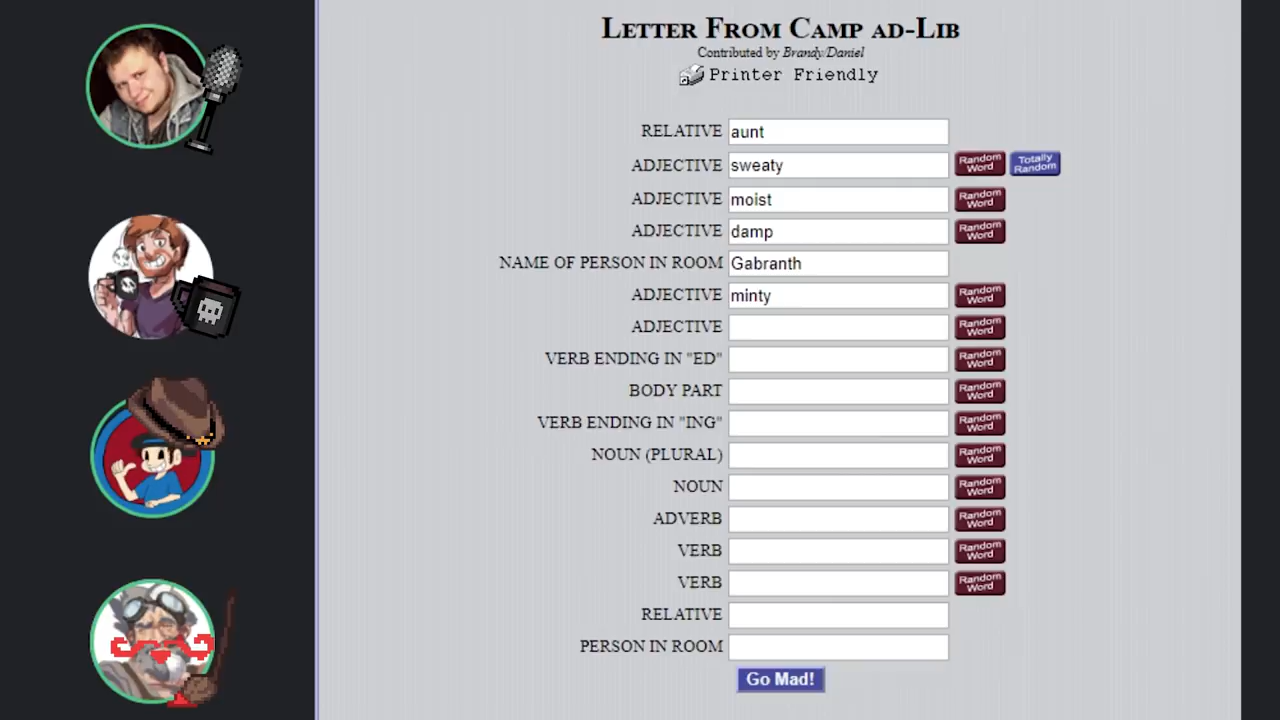 Letter From Camp ad-Lib
Contributed by Brandy/Daniel
Printer Friendly
RELATIVE aunt
ADJECTIVE sweaty Random Word Totally Random
ADJECTIVE moist Random Word
ADJECTIVE damp Random Word
NAME OF PERSON IN ROOM Gabranth
ADJECTIVE minty Random Word
ADJECTIVE Random Word
VERB ENDING IN "ED" Random Word
BODY PART Random Word
VERB ENDING IN "ING" Random Word
NOUN (PLURAL) Random Word
NOUN Random Word
ADVERB Random Word
VERB Random Word
VERB Random Word
RELATIVE
PERSON IN ROOM
Go Mad!